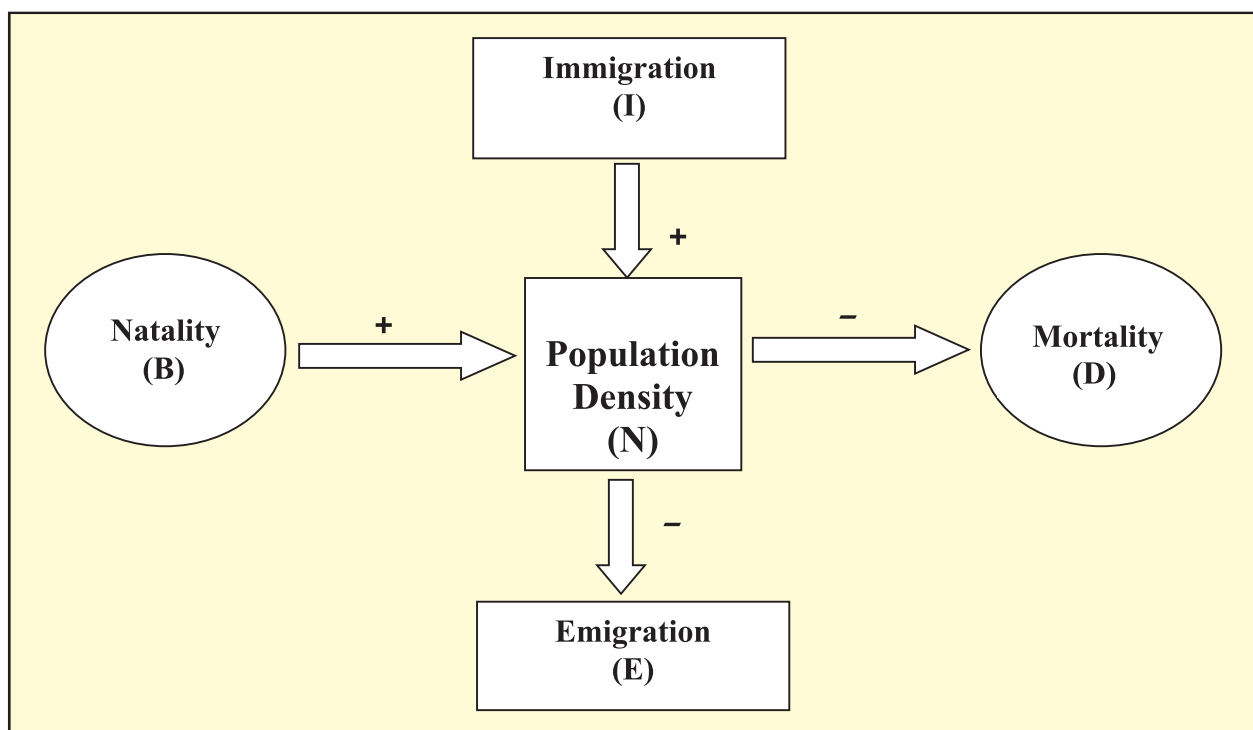 Immigration
(I)
+
Natality
(B)
+
Population
Density
(N)
–
Mortality
(D)
–
Emigration
(E)